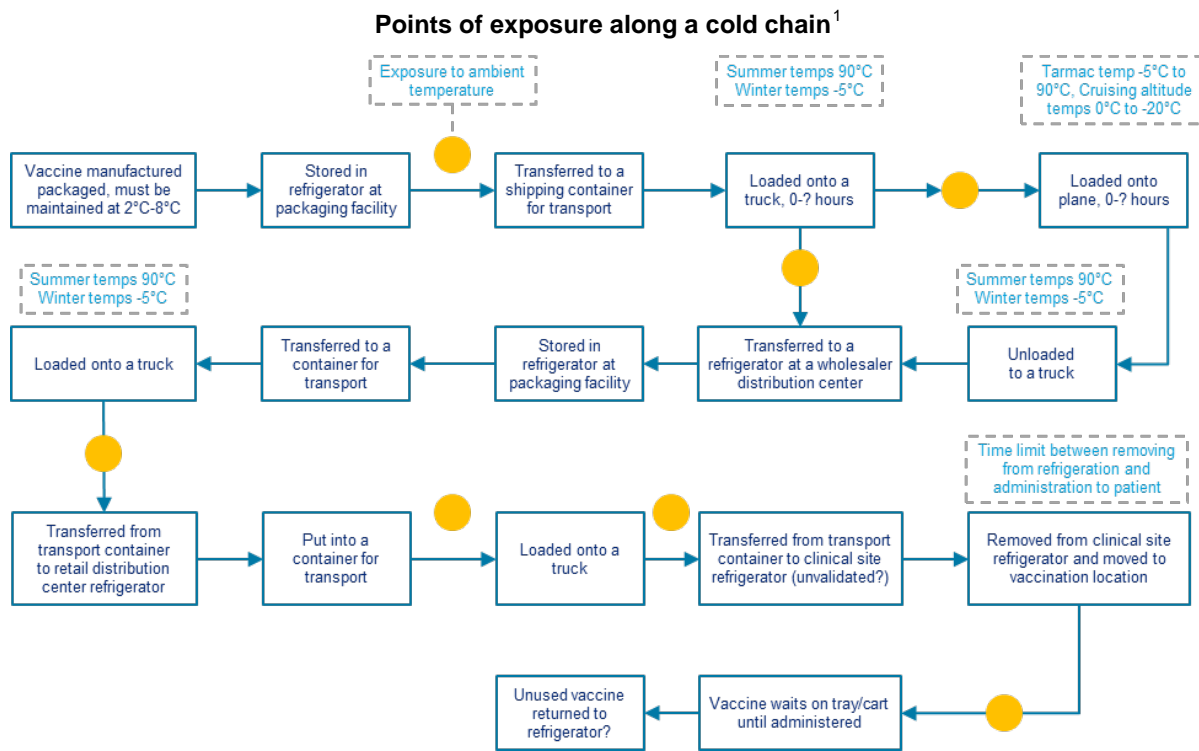 Points of exposure along a cold chain1
Exposure to ambient
temperature
Summer temps 90°C
Winter temps -5°C
Tarmac temp -5°C to
90°C, Cruising altitude
temps 0°C to -20°C
Vaccine manufactured
packaged, must be
maintained at 2°C-8°C
Stored in
refrigerator at
packaging facility
Transferred to a
shipping container
for transport
Loaded onto a
truck, 0-? hours
Loaded onto
plane, 0-? hours
Summer temps 90°C
Winter temps -5°C
Summer temps 90°C
Winter temps -5°C
Loaded onto a truck
Transferred to a
container for
transport
Stored in
refrigerator at
packaging facility
Transferred to a
refrigerator at a wholesaler
distribution center
Unloaded
to a truck
Time limit between removing
from refrigeration and
administration to patient
Transferred from
transport container
to retail distribution
center refrigerator
Put into a
container for
transport
Loaded onto a
truck
Transferred from transport
container to clinical site
refrigerator (unvalidated?)
Removed from clinical site
refrigerator and moved to
vaccination location
Unused vaccine
returned to
refrigerator?
Vaccine waits on tray/cart
until administered